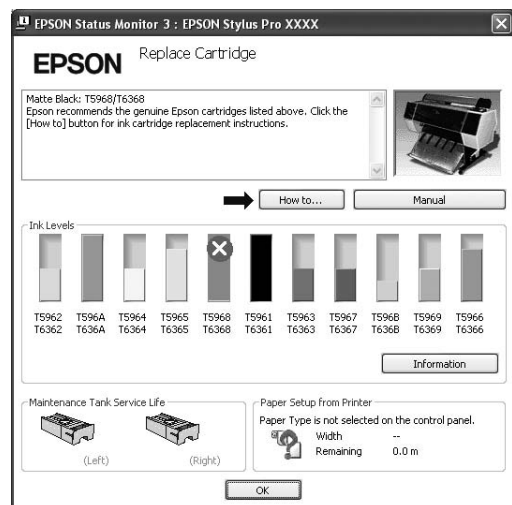 EPSON Status Monitor 3 : EPSON Stylus Pro XXXX
EPSON
Replace Cartridge
Matte Black: T5968/T6368
Epson recommends the genuine Epson cartridges listed above. Click the
[How to] button for ink cartridge replacement instructions.
How to...
Manual
Ink Levels
T5962 T596A T5964 T5965 T5968 T5961 T5963 T5967 T596B T5969 T5966
T6362 T636A T6364 T6365 T6368 T6361 T6363 T6367 T636B T6369 T6366
Information
Maintenance Tank Service Life
(Left) (Right)
Paper Setup from Printer
Paper Type is not selected on the control panel.
Width --
Remaining 0.0 m
OK